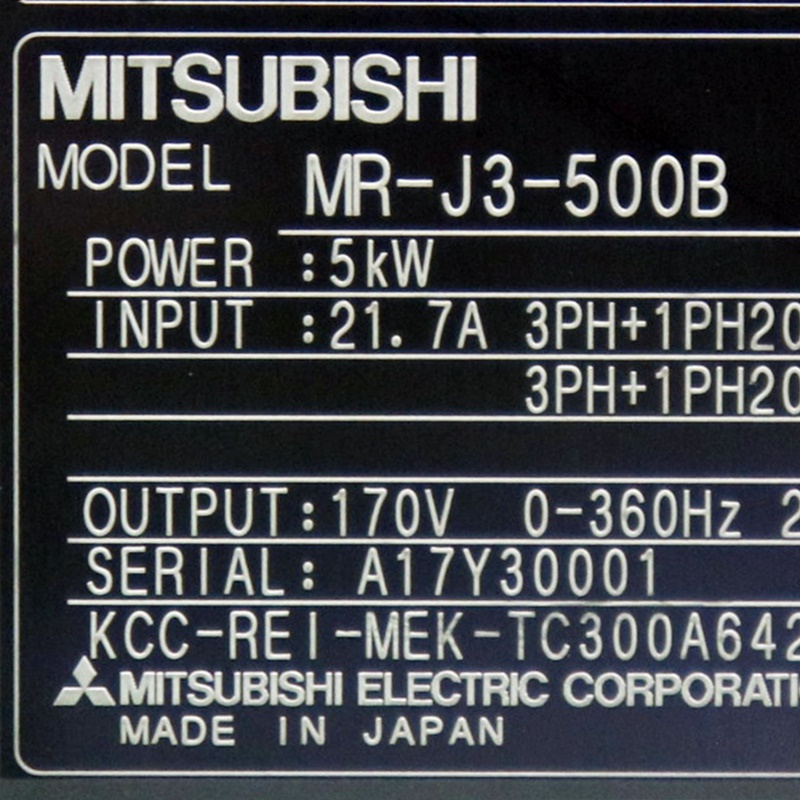 MITSUBISHI
MODEL MR-J3-500B
POWER :5kW
INPUT :21.7A 3PH+1PH20
3PH+1PH20
OUTPUT:170V 0-360Hz 2
SERIAL: A17Y30001
KCC-REI-MEK-TC300A642
MITSUBISHI ELECTRIC CORPORATI
MADE IN JAPAN